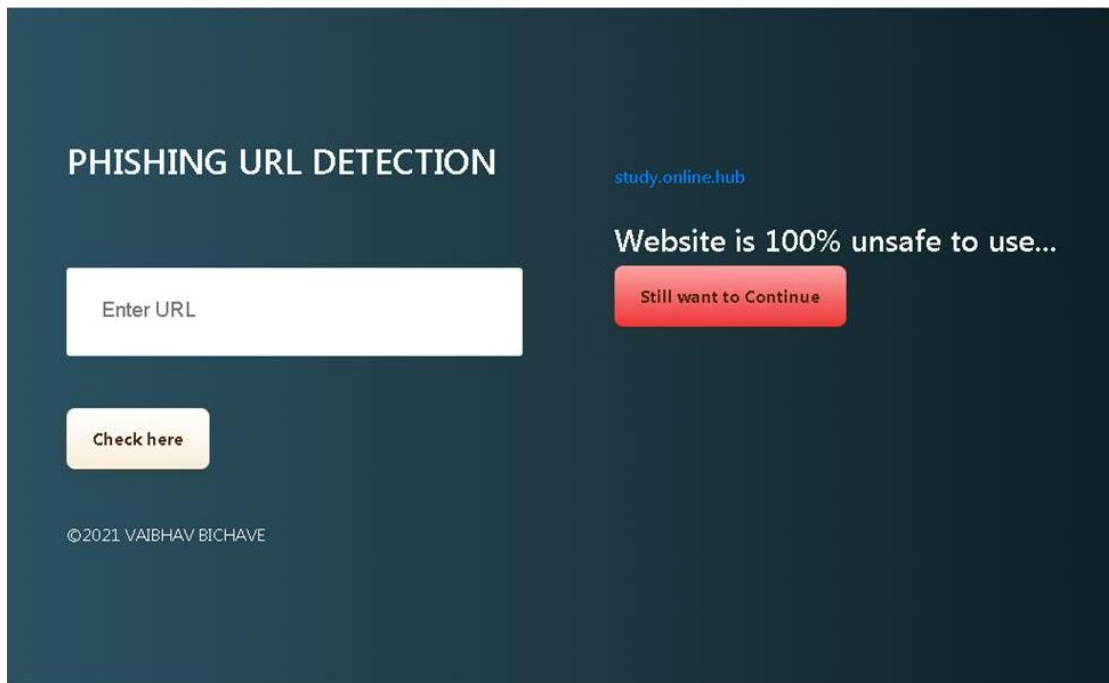 PHISHING URL DETECTION
Enter URL
Check here
©2021 VAIBHAV BICHAVE
study.online.hub
Website is 100% unsafe to use...
Still want to Continue